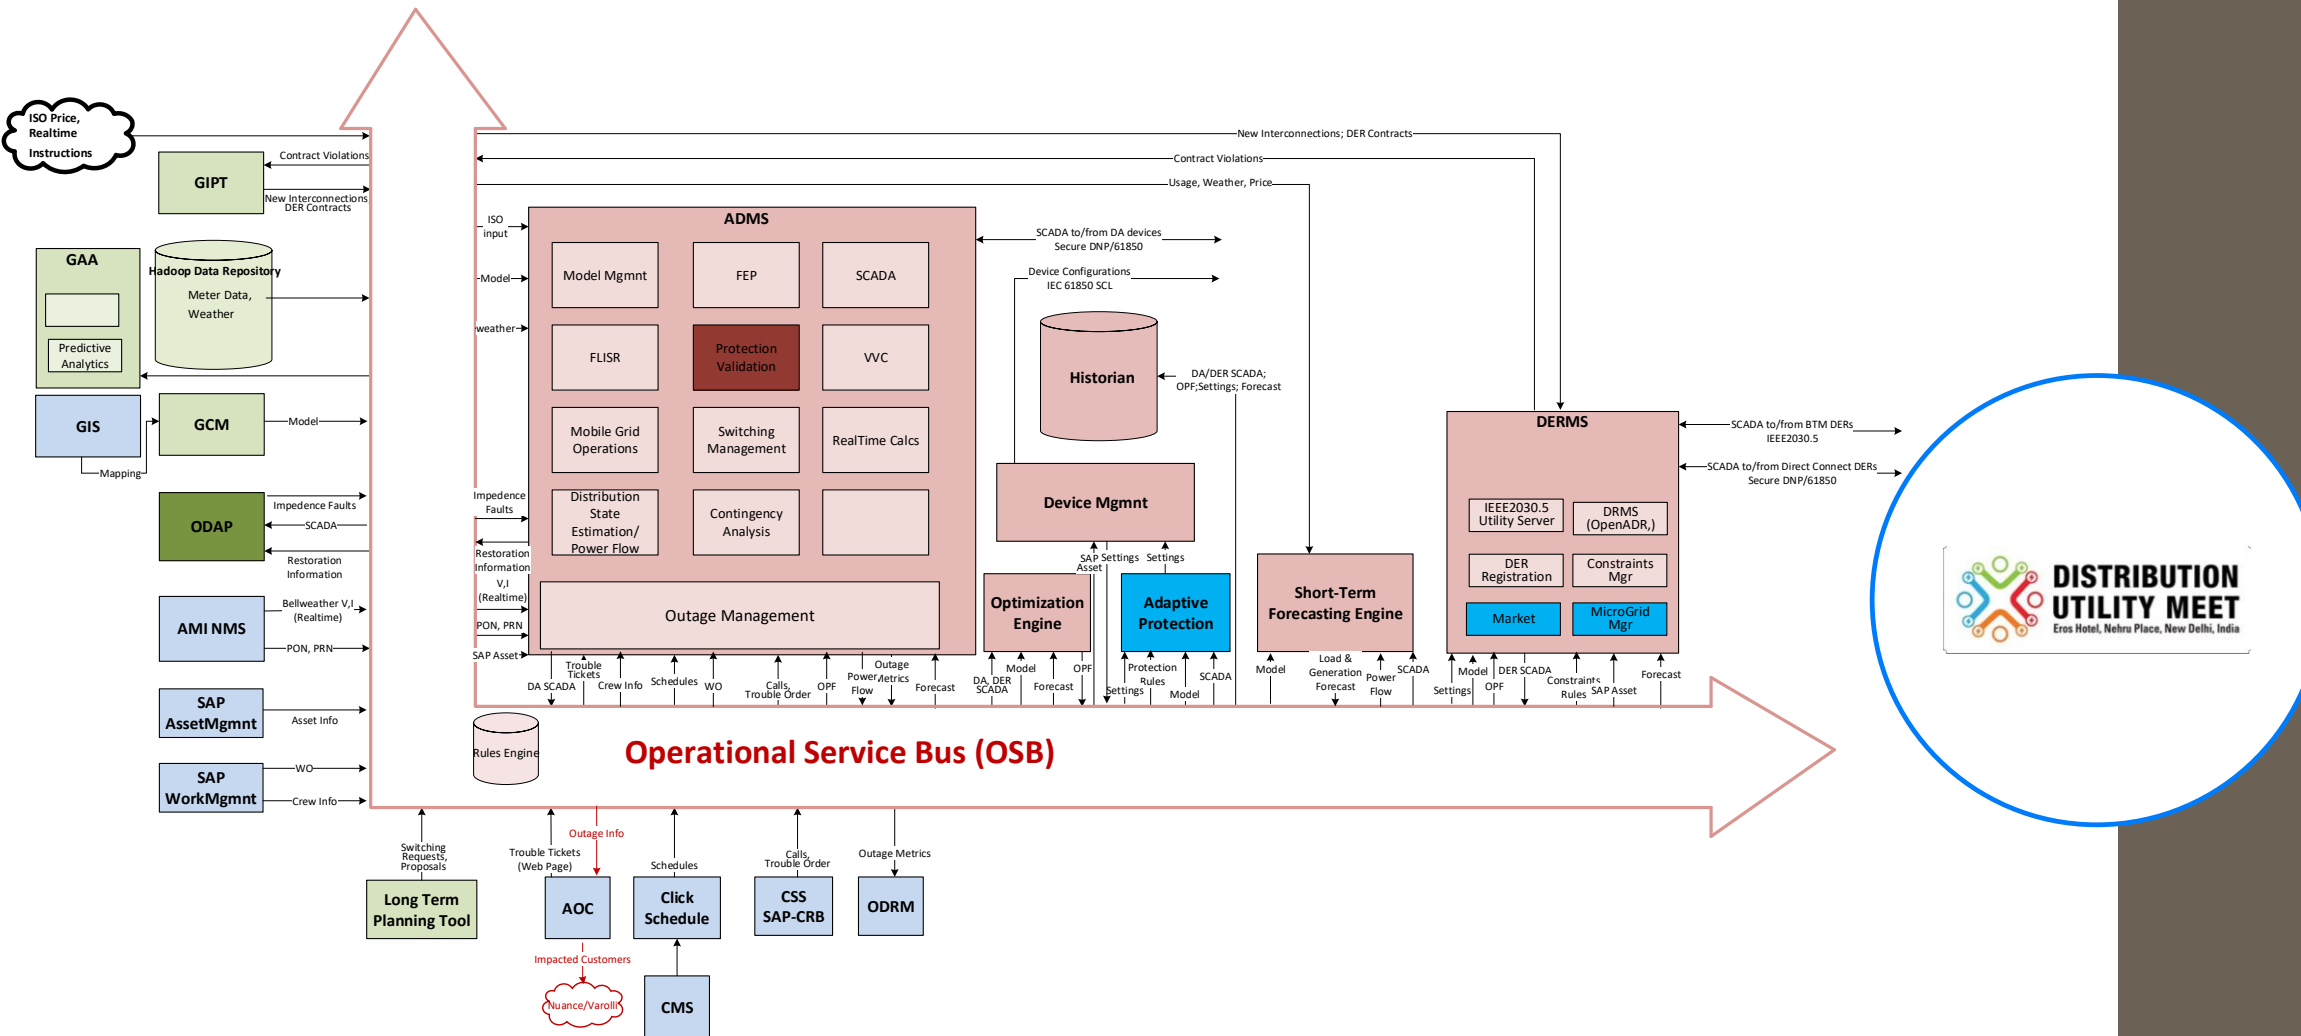 ISO Price,
Realtime
Instructions
Contract Violations
GIPT
New Interconnections
DER Contracts
GAA
Predictive
Analytics
Hadoop Data Repository
Meter Data,
Weather
GIS
GCM
Model
Mapping
ODAP
Impedence Faults
SCADA
Restoration
Information
AMI NMS
Bellweather V,I
(Realtime)
PON, PRN
SAP
AssetMgmnt
Asset Info
SAP
WorkMgmnt
WO
Crew Info
New Interconnections; DER Contracts
Contract Violations
Usage, Weather, Price
ISO
input
Model
weather
Impedence
Faults
Restoration
Information
V,I
(Realtime)
PON, PRN
SAP Asset
ADMS
Model Mgmnt
FEP
SCADA
FLISR
Protection
Validation
VVC
Mobile Grid
Operations
Switching
Management
RealTime Calcs
Distribution
State
Estimation/
Power Flow
Contingency
Analysis
Outage Management
SCADA to/from DA devices
Secure DNP/61850
Device Configurations
IEC 61850 SCL
Historian
DA/DER SCADA;
OPF;Settings; Forecast
Device Mgmnt
SAP
Asset
Settings
Settings
Optimization
Engine
Adaptive
Protection
Short-Term
Forecasting Engine
DERMS
IEEE2030.5
Utility Server
DRMS
(OpenADR,)
DER
Registration
Constraints
Mgr
Market
MicroGrid
Mgr
SCADA to/from BTM DERs
IEEE2030.5
SCADA to/from Direct Connect DERs
Secure DNP/61850
DA SCADA
Trouble
Tickets
Crew Info
Schedules
WO
Calls,
Trouble Order
OPF
Power
Flow
Outage
Metrics
Forecast
DA, DER
SCADA
Model
Forecast
OPF
Settings
Protection
Rules
Model
SCADA
Model
Load &
Generation
Forecast
Power
Flow
SCADA
Settings
Model
OPF
DER SCADA
Constraints
Rules
SAP Asset
Forecast
Rules Engine
Operational Service Bus (OSB)
Switching
Requests,
Proposals
Long Term
Planning Tool
Trouble Tickets
(Web Page)
Outage Info
AOC
Impacted Customers
Nuance/Varolli
Schedules
Click
Schedule
CMS
Calls,
Trouble Order
CSS
SAP-CRB
Outage Metrics
ODRM
DISTRIBUTION
UTILITY MEET
Eros Hotel, Nehru Place, New Delhi, India